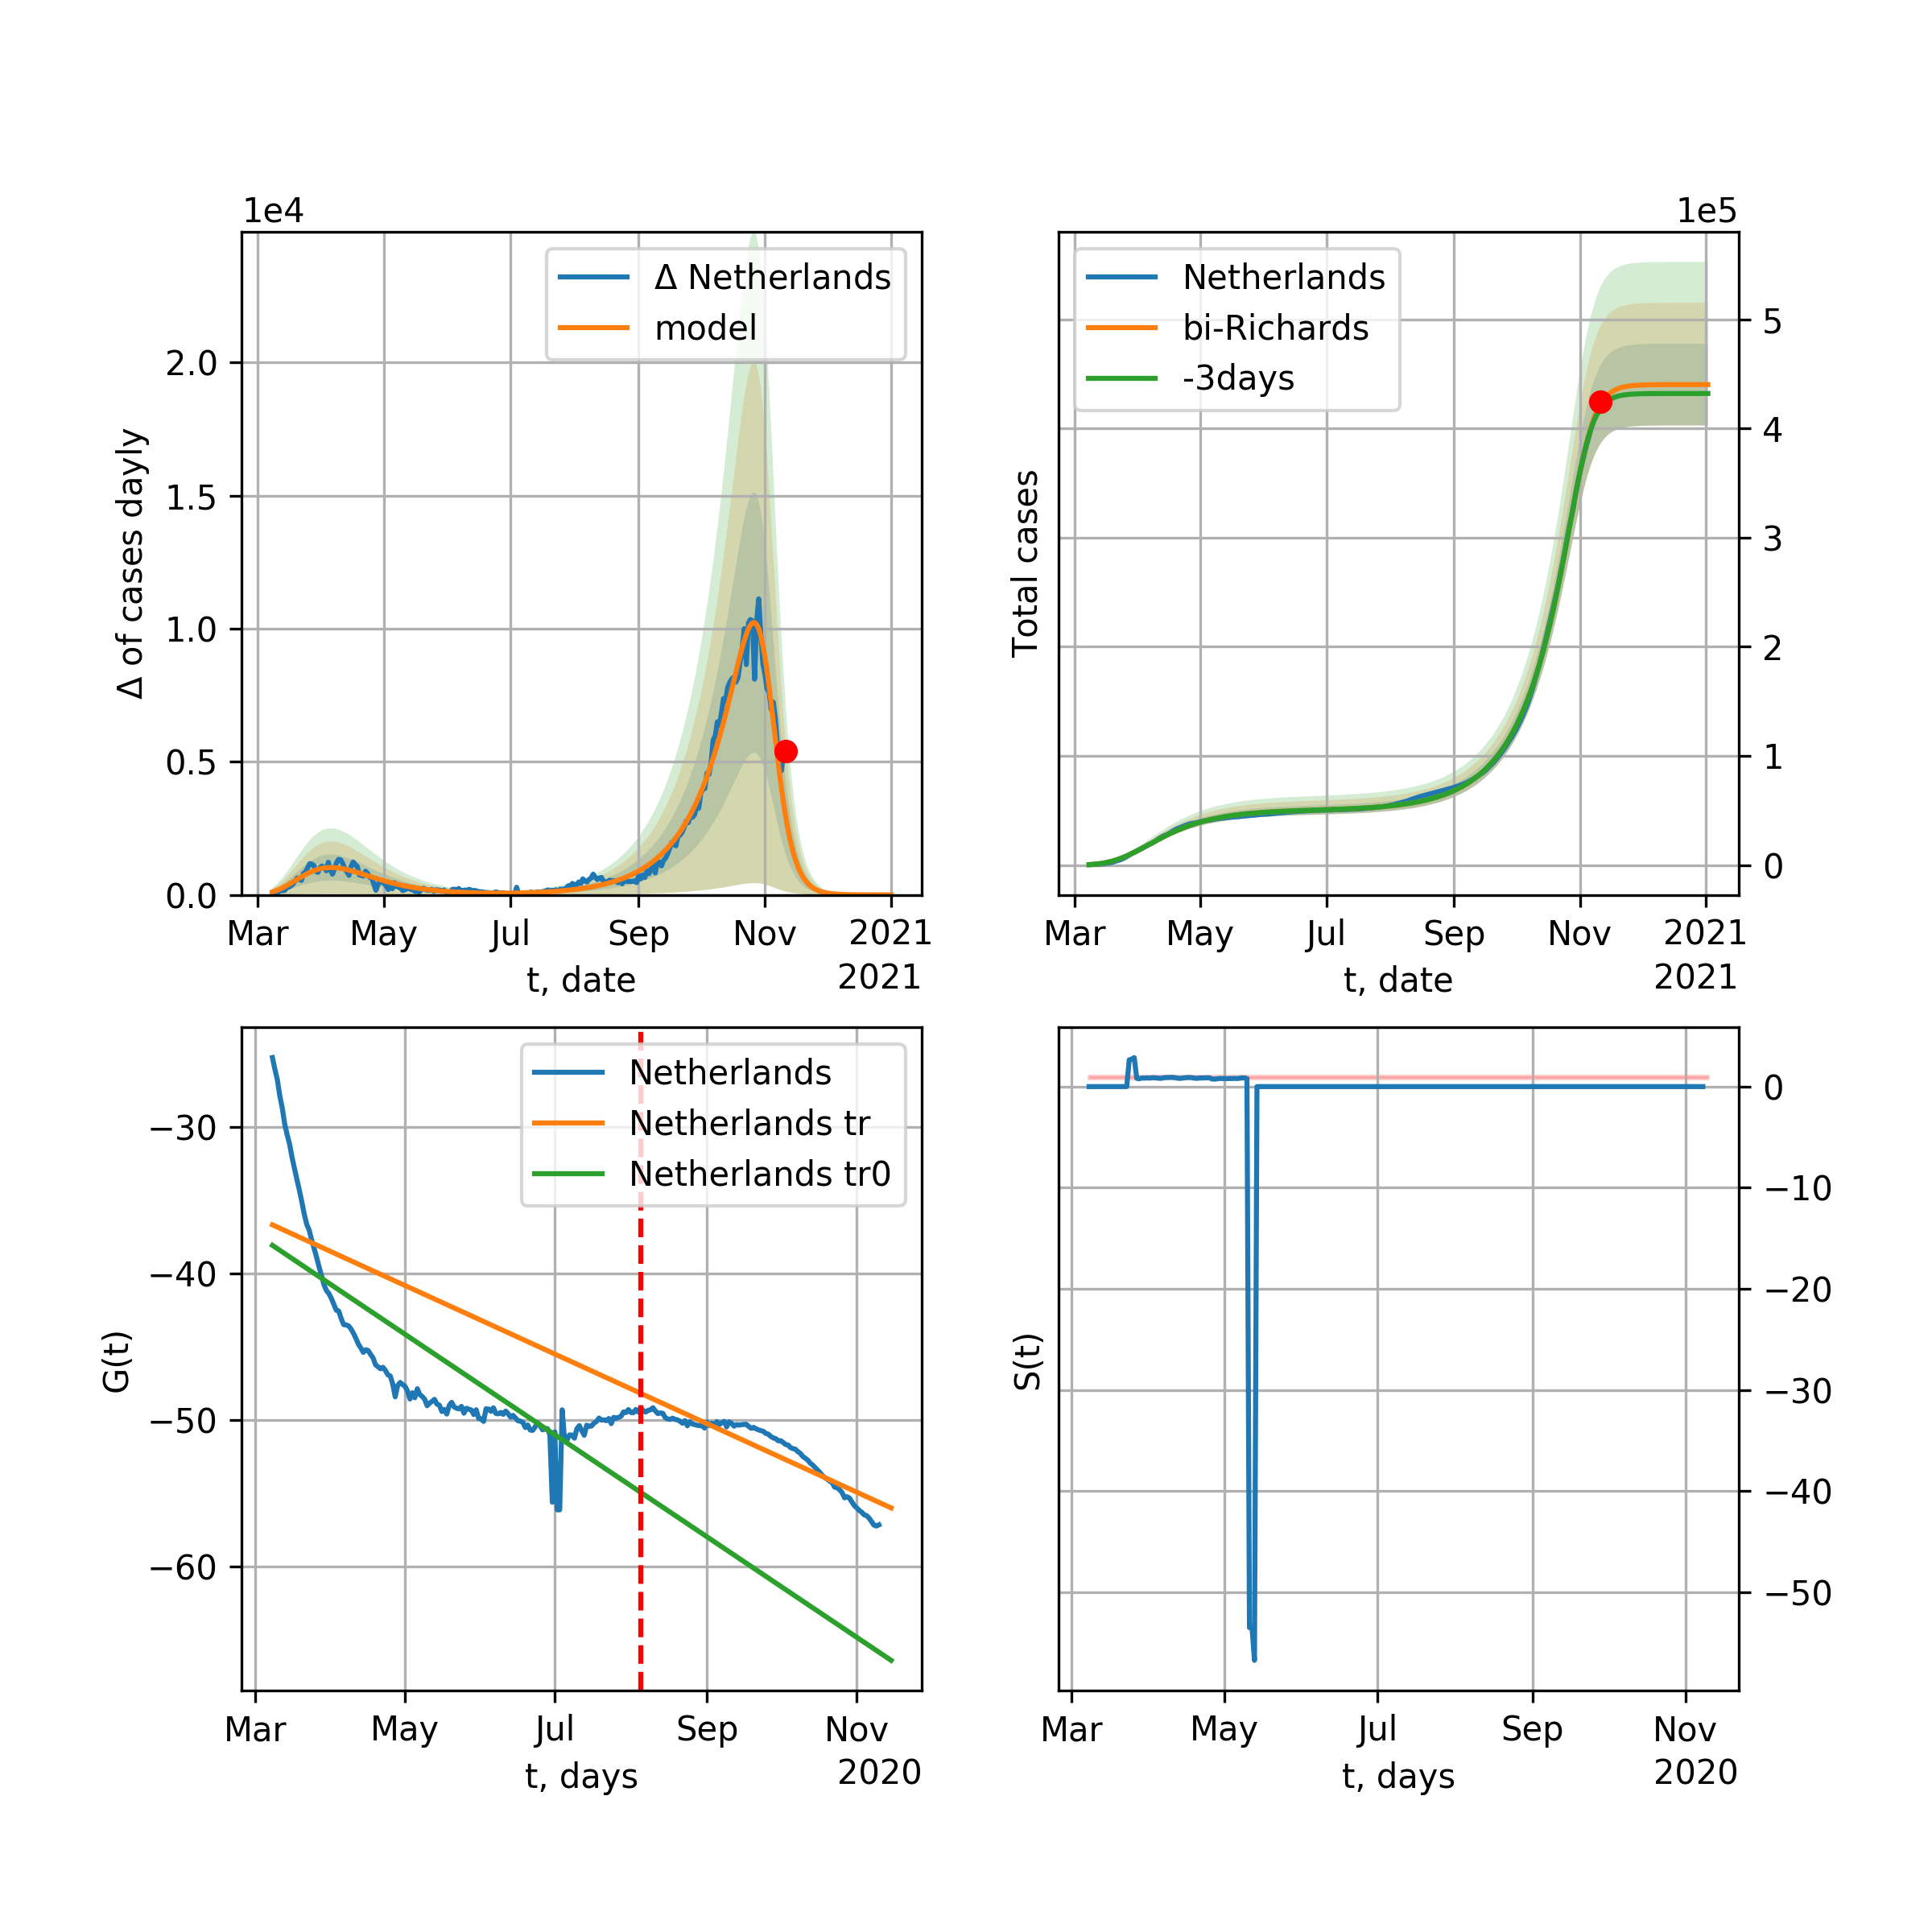 1e4
Δ Netherlands
model
2.0
1.5
1.0
0.5
0.0
Δ of cases dayly
Mar May Jul Sep Nov 2021
t, date
2021
1e5
Netherlands
bi-Richards
-3days
5
4
3
2
1
0
Total cases
Mar May Jul Sep Nov 2021
t, date
2021
Netherlands
Netherlands tr
Netherlands tr0
−30
−40
−50
−60
G(t)
Mar May Jul Sep Nov
t, days
2020
0
−10
−20
−30
−40
−50
S(t)
Mar May Jul Sep Nov
t, days
2020